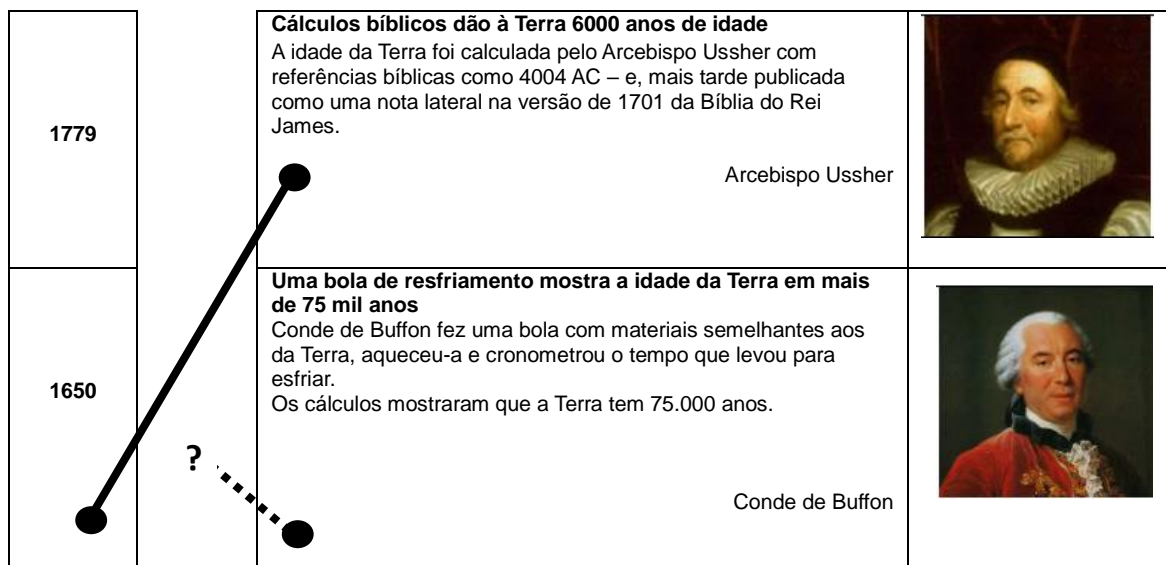 1779
Cálculos bíblicos dão à Terra 6000 anos de idade
A idade da Terra foi calculada pelo Arcebispo Ussher com
referências bíblicas como 4004 AC – e, mais tarde publicada
como uma nota lateral na versão de 1701 da Bíblia do Rei
James.
Arcebispo Ussher
1650
Uma bola de resfriamento mostra a idade da Terra em mais
de 75 mil anos
Conde de Buffon fez uma bola com materiais semelhantes aos
da Terra, aqueceu-a e cronometrou o tempo que levou para
esfriar.
Os cálculos mostraram que a Terra tem 75.000 anos.
?
Conde de Buffon